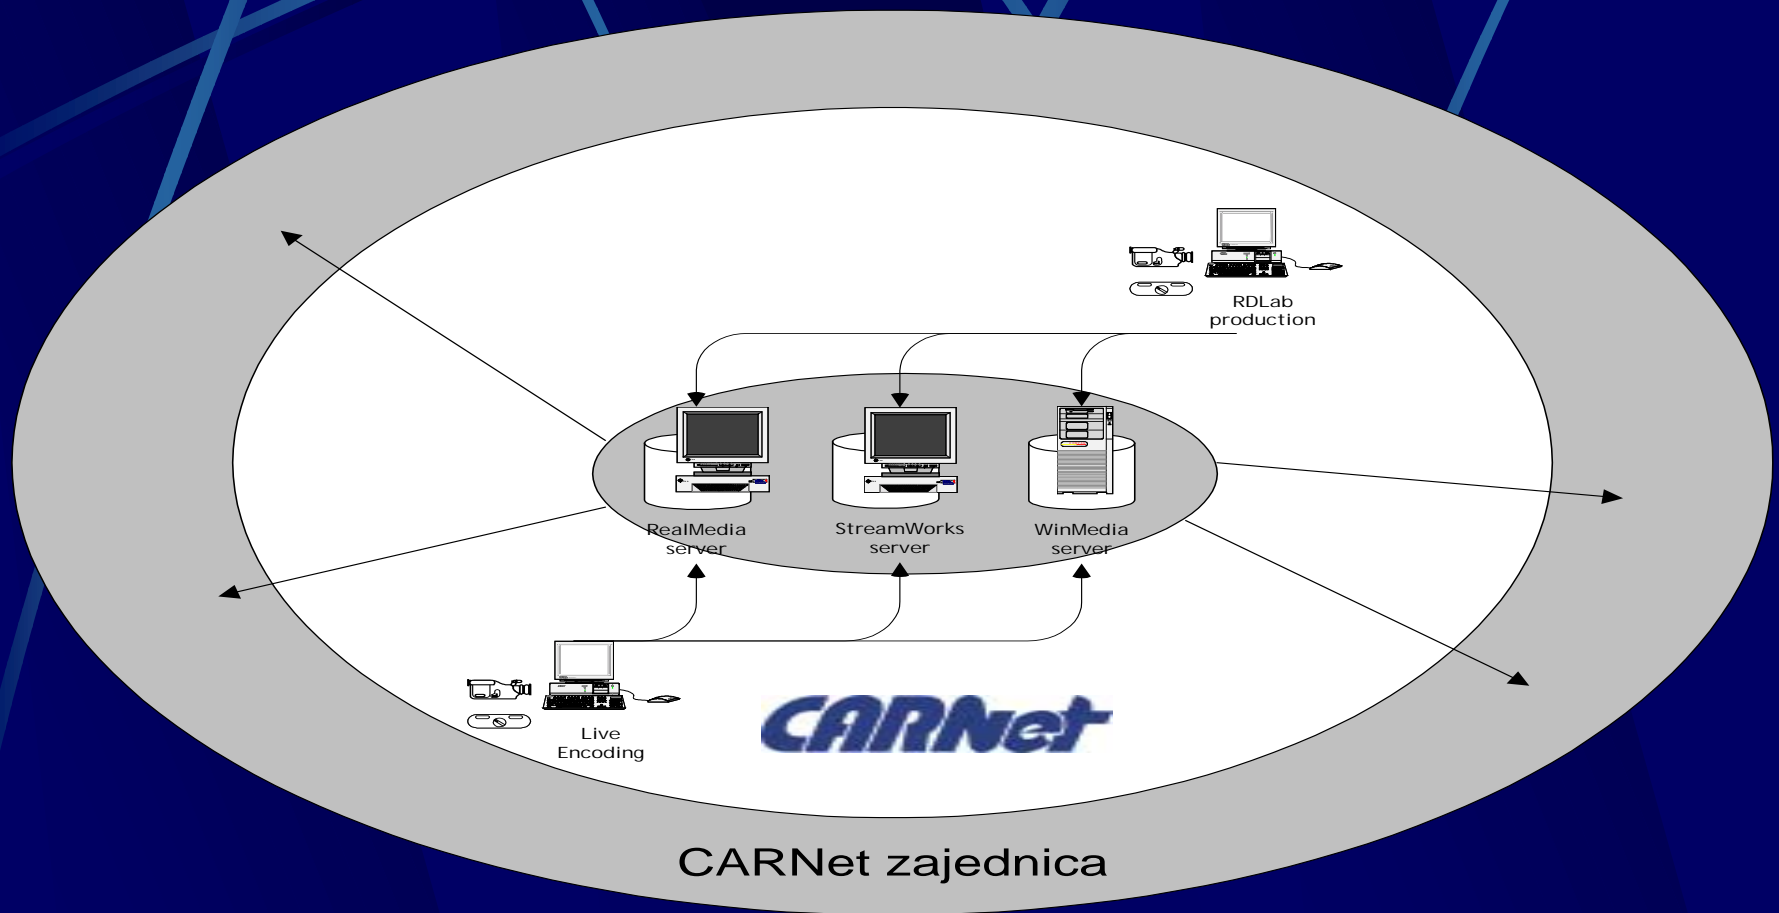 RDLab
production
RealMedia
server
StreamWorks
server
WinMedia
server
Live
Encoding
CARNet
CARNet zajednica